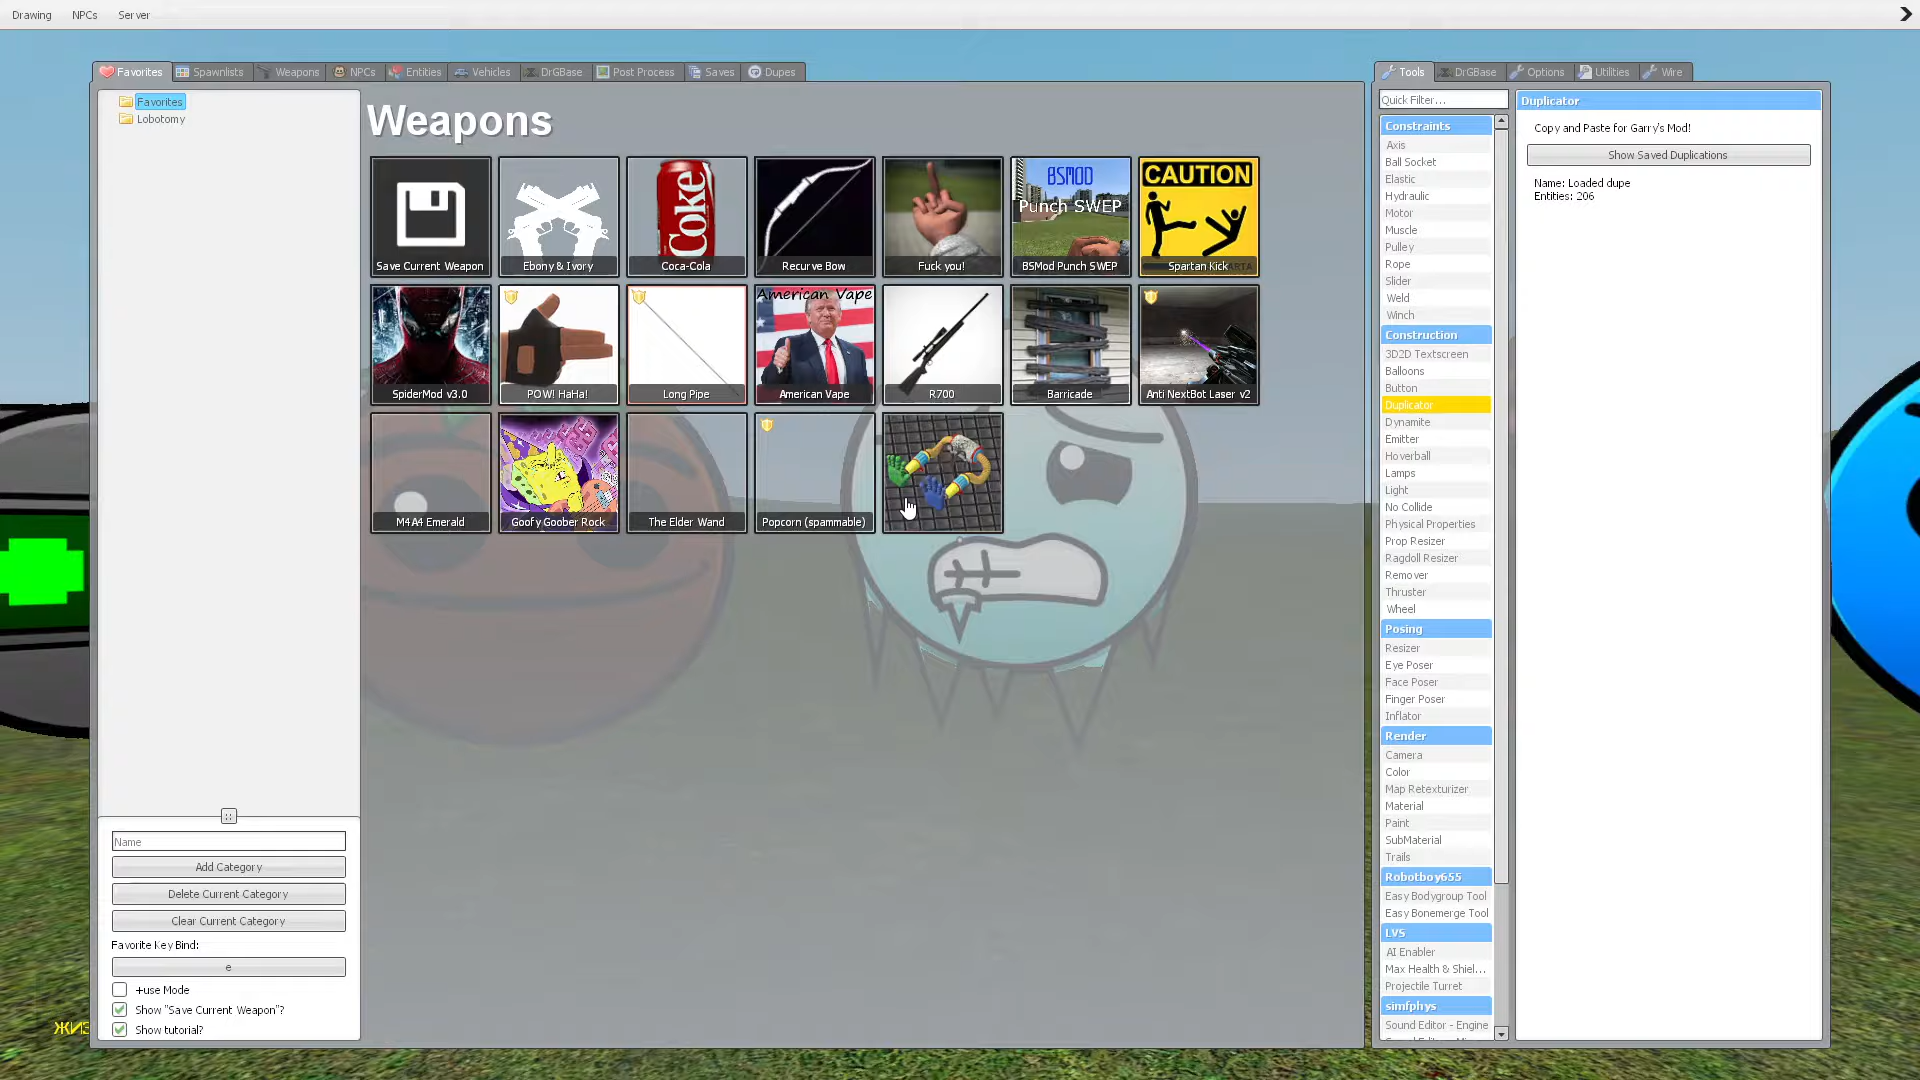 Drawing NPCs Server
Favorites Spawnlists Weapons NPCs Entities Vehicles DrGBase Post Process Saves Dupes
Tools DrGBase Options Utilities Wire
Favorites
Lobotomy
Weapons
Coke
BSMOD
Punch SWEP
CAUTION
Save Current Weapon
Ebony & Ivory
Coca-Cola
Recurve Bow
Fuck you!
BSMod Punch SWEP
Spartan Kick
American Vape
SpiderMod v3.0
POW! HaHa!
Long Pipe
American Vape
R700
Barricade
Anti NextBot Laser v2
M4A4 Emerald
Goofy Goober Rock
The Elder Wand
Popcorn (spammable)
Name
Add Category
Delete Current Category
Clear Current Category
Favorite Key Bind:
e
+use Mode
Show "Save Current Weapon"?
Show tutorial?
ЖИЗ
Quick Filter...
Constraints
Axis
Ball Socket
Elastic
Hydraulic
Motor
Muscle
Pulley
Rope
Slider
Weld
Winch
Construction
3D2D Textscreen
Balloons
Button
Duplicator
Dynamite
Emitter
Hoverball
Lamps
Light
No Collide
Physical Properties
Prop Resizer
Ragdoll Resizer
Remover
Thruster
Wheel
Posing
Resizer
Eye Poser
Face Poser
Finger Poser
Inflator
Render
Camera
Color
Map Retexturizer
Material
Paint
SubMaterial
Trails
Robotboy655
Easy Bodygroup Tool
Easy Bonemerge Tool
LVS
AI Enabler
Max Health & Shiel...
Projectile Turret
simfphys
Sound Editor - Engine
Duplicator
Copy and Paste for Garry's Mod!
Show Saved Duplications
Name: Loaded dupe
Entities: 206